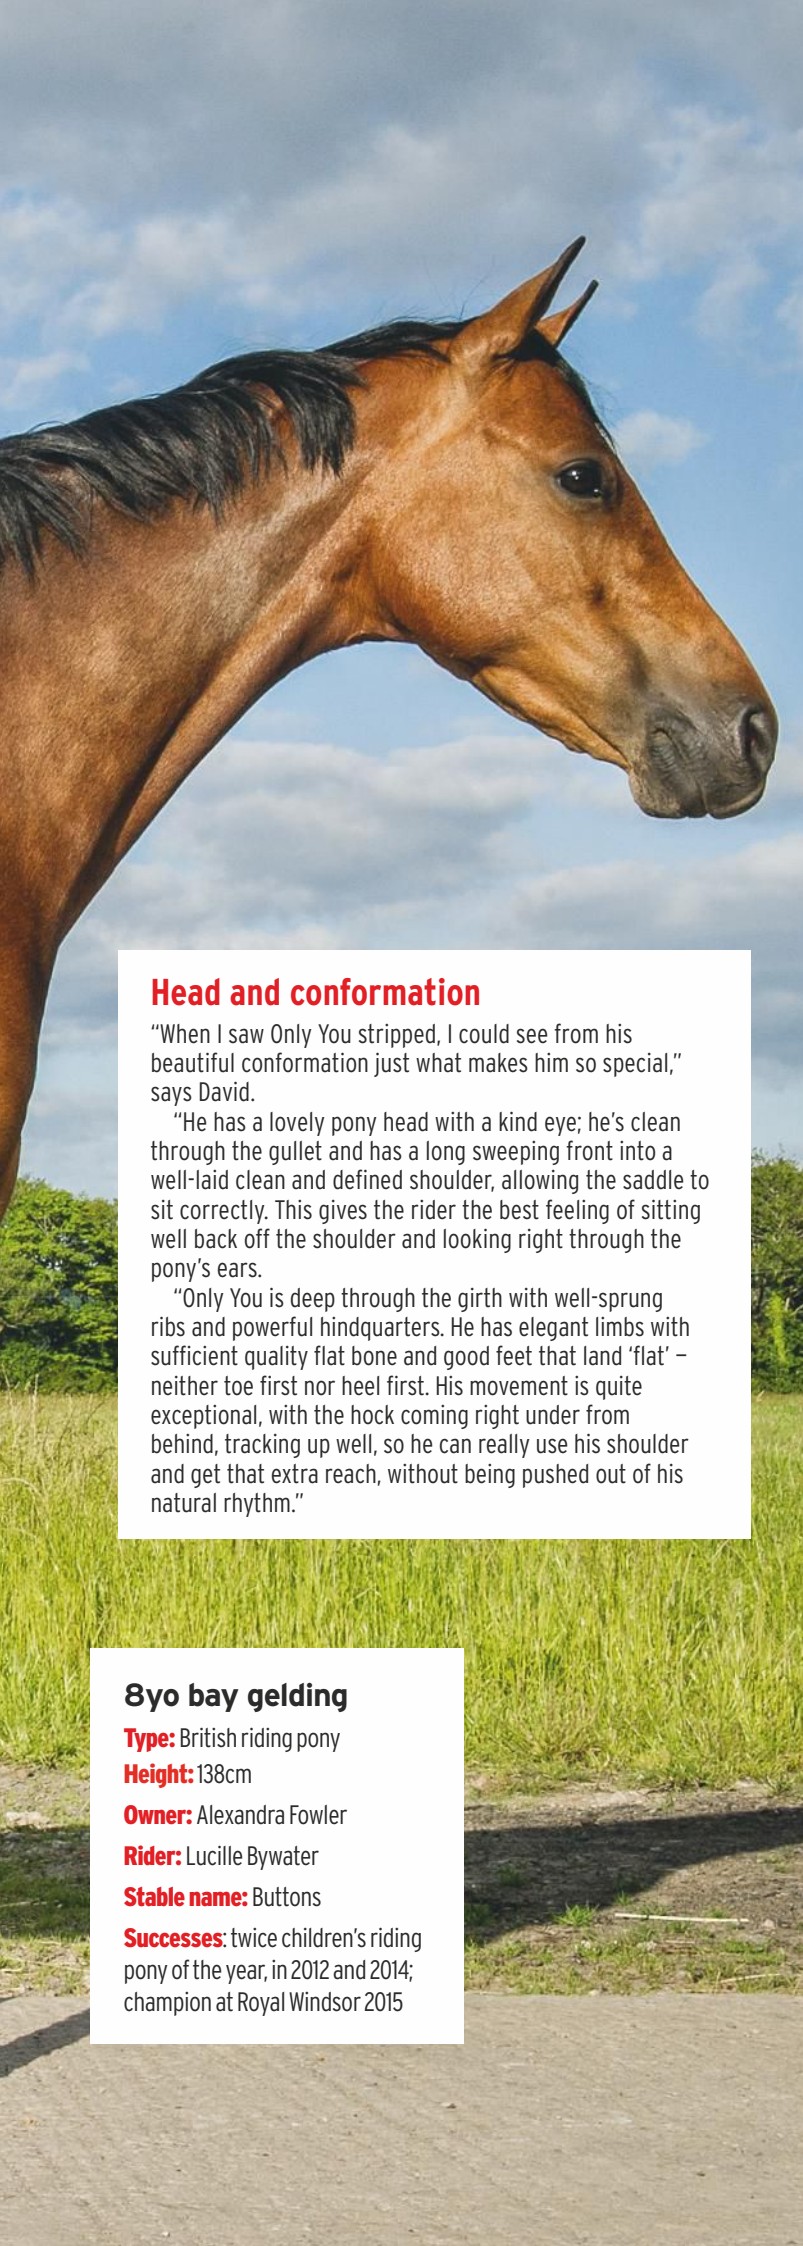 Head and conformation
“When I saw Only You stripped, I could see from his
beautiful conformation just what makes him so special,”
says David.
“He has a lovely pony head with a kind eye; he’s clean
through the gullet and has a long sweeping front into a
well-laid clean and defined shoulder, allowing the saddle to
sit correctly. This gives the rider the best feeling of sitting
well back off the shoulder and looking right through the
pony’s ears.
“Only You is deep through the girth with well-sprung
ribs and powerful hindquarters. He has elegant limbs with
sufficient quality flat bone and good feet that land ‘flat’ –
neither toe first nor heel first. His movement is quite
exceptional, with the hock coming right under from
behind, tracking up well, so he can really use his shoulder
and get that extra reach, without being pushed out of his
natural rhythm.”
8yo bay gelding
Type: British riding pony
Height: 138cm
Owner: Alexandra Fowler
Rider: Lucille Bywater
Stable name: Buttons
Successes: twice children’s riding
pony of the year, in 2012 and 2014;
champion at Royal Windsor 2015